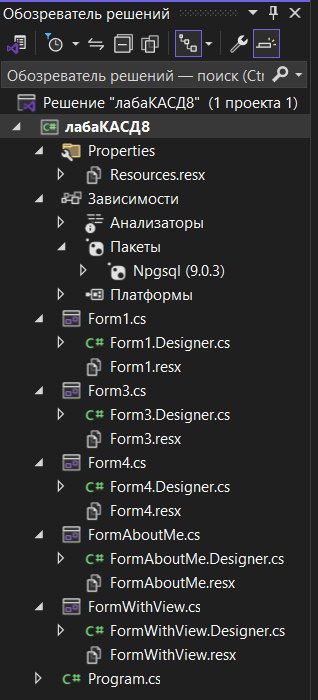 Обозреватель решений
Обозреватель решений — поиск (Ctrl
Решение "лабаКАСД8" (1 проекта 1)
лабаКАСД8
Properties
Resources.resx
Зависимости
Анализаторы
Пакеты
Npgsql (9.0.3)
Платформы
Form1.cs
C# Form1.Designer.cs
Form1.resx
Form3.cs
C# Form3.Designer.cs
Form3.resx
Form4.cs
C# Form4.Designer.cs
Form4.resx
FormAboutMe.cs
C# FormAboutMe.Designer.cs
FormAboutMe.resx
FormWithView.cs
C# FormWithView.Designer.cs
FormWithView.resx
C# Program.cs